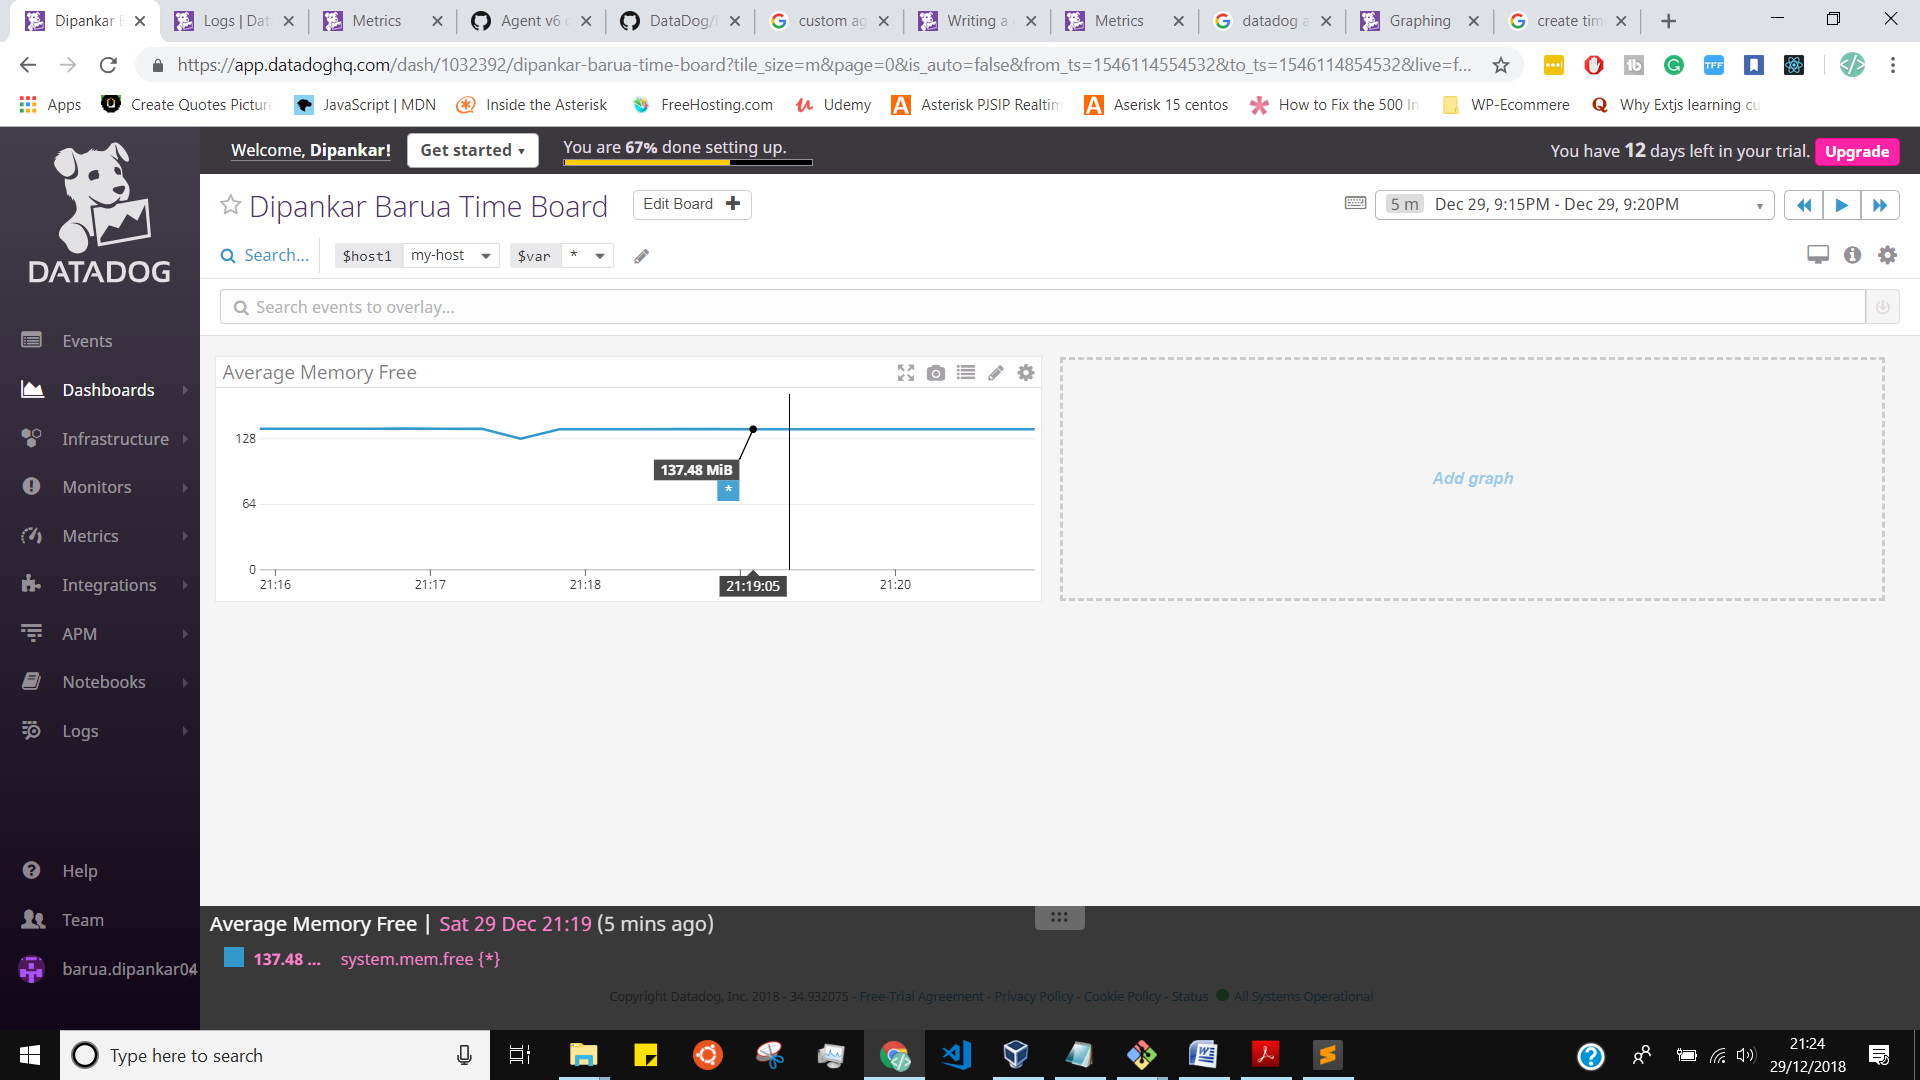 Dipankar B
Logs | Dat
Metrics
Agent v6 c
DataDog/
custom ag
Writing a
Metrics
datadog a
Graphing
create tim
https://app.datadoghq.com/dash/1032392/dipankar-barua-time-board?tile_size=m&page=0&is_auto=false&from_ts=1546114554532&to_ts=1546114854532&live=f...
Apps
Create Quotes Picture
JavaScript | MDN
Inside the Asterisk
FreeHosting.com
Udemy
Asterisk PJSIP Realtim
Aserisk 15 centos
How to Fix the 500 In
WP-Ecommere
Why Extjs learning cu
DATADOG
Welcome, Dipankar!
Get started
You are 67% done setting up.
You have 12 days left in your trial.
Upgrade
Dipankar Barua Time Board
Edit Board +
5 m Dec 29, 9:15PM - Dec 29, 9:20PM
Search...
$host1 my-host
$var *
Search events to overlay...
Events
Dashboards
Infrastructure
Monitors
Metrics
Integrations
APM
Notebooks
Logs
Help
Team
barua.dipankar04
Average Memory Free
128
64
0
137.48 MiB
*
21:16
21:17
21:18
21:19:05
21:20
Add graph
Average Memory Free | Sat 29 Dec 21:19 (5 mins ago)
137.48 ... system.mem.free {*}
Copyright Datadog, Inc. 2018 - 34.932075 - Free-Trial Agreement - Privacy Policy - Cookie Policy - Status All Systems Operational
Type here to search
21:24
29/12/2018